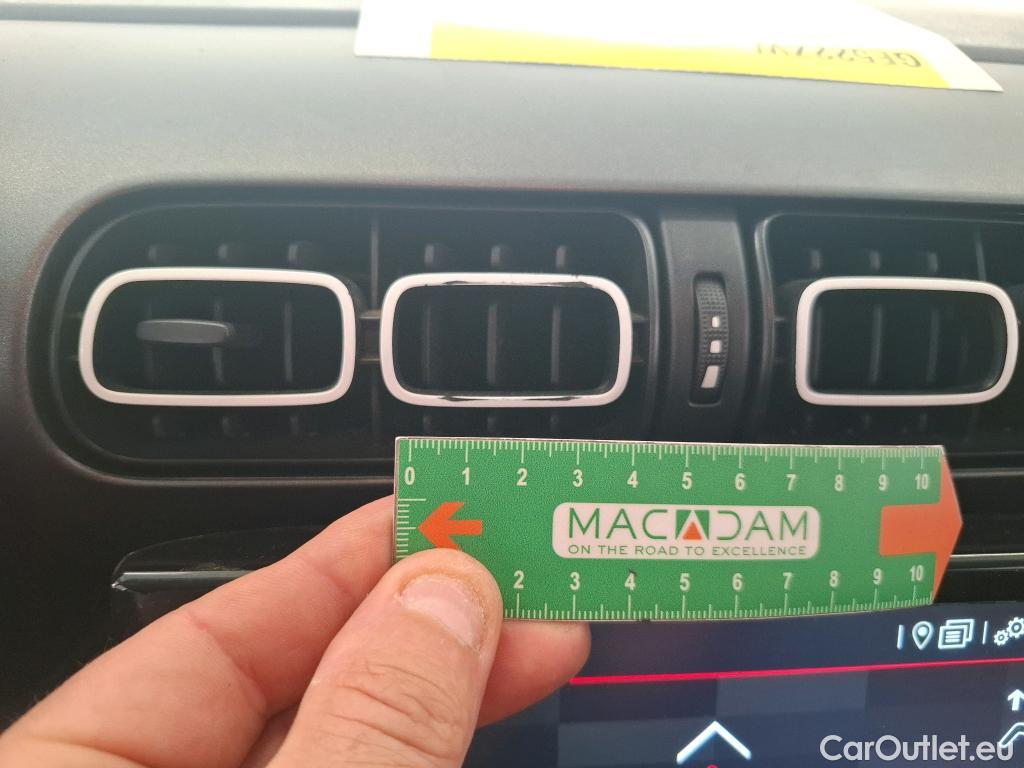 GE5227VJ
0 1 2 3 4 5 6 7 8 9 10
MACADAM
ON THE ROAD TO EXCELLENCE
2 3 4 5 6 7 8 9 10
CarOutlet.eu